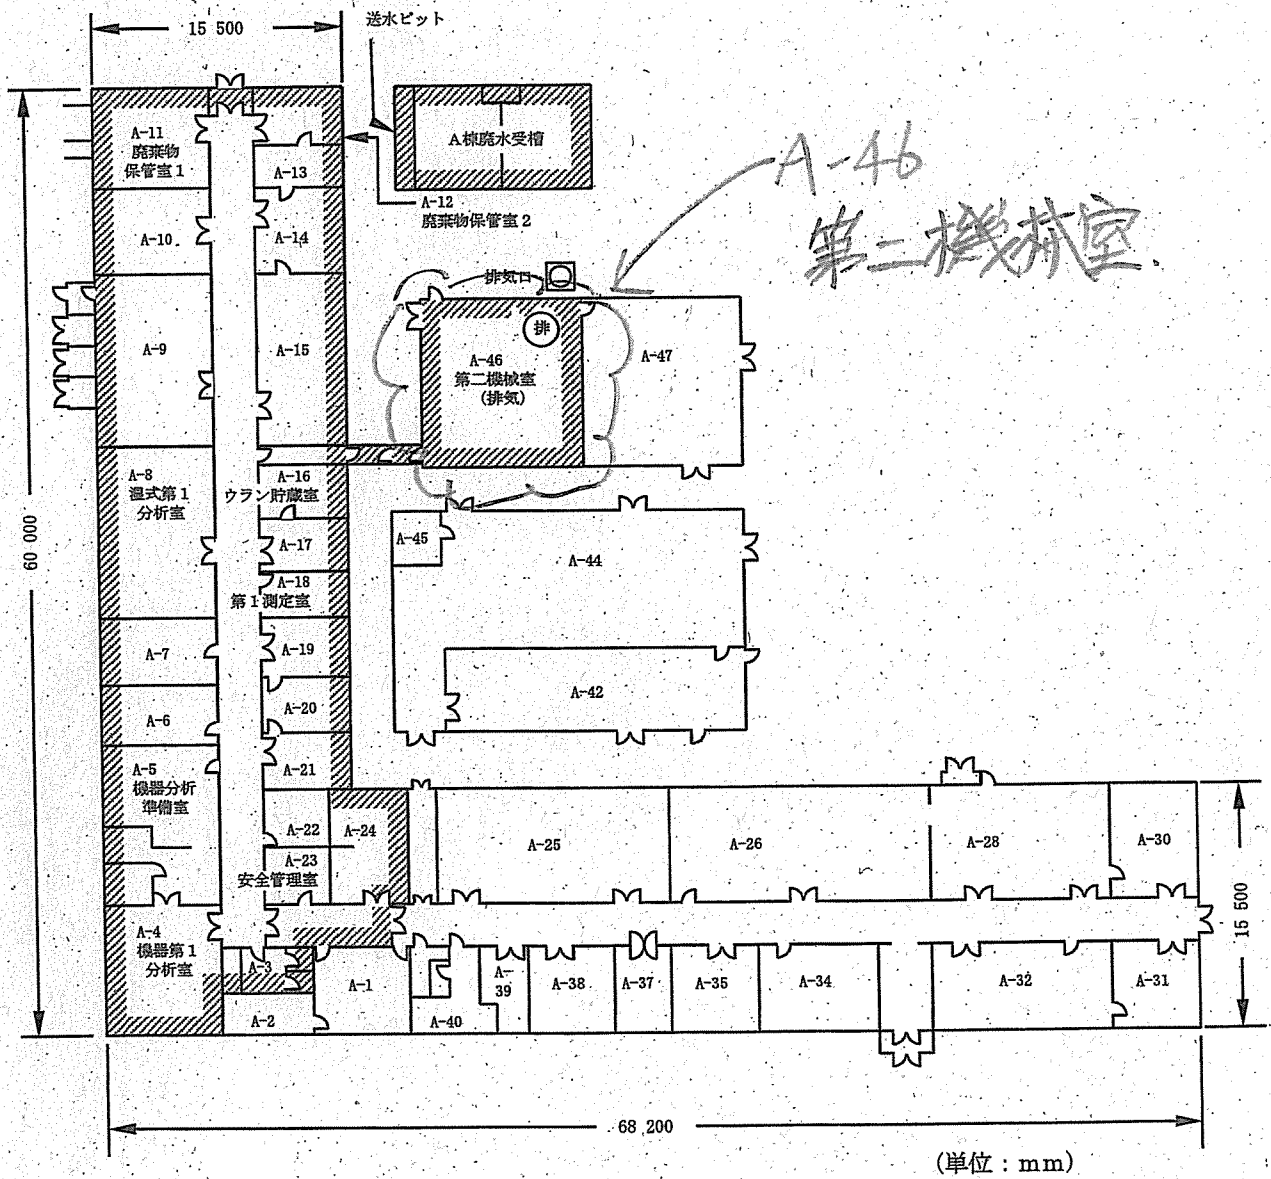 15 500
送水ピット
A-11
廃棄物
保管室1
A-13
A棟廃水受槽
A-12
廃棄物保管室2
A-46
第二機械室
A-10
A-14
排気口
排
A-9
A-15
A-46
第二機械室
(排気)
A-47
60 000
A-8
湿式第1
分析室
A-16
ウラン貯蔵室
A-17
A-18
第1測定室
A-45
A-44
A-7
A-19
A-42
A-6
A-20
A-5
機器分析
準備室
A-21
A-22
A-24
A-23
安全管理室
A-25
A-26
A-28
A-30
15 500
A-4
機器第1
分析室
A-3
A-2
A-1
A-40
A-
39
A-38
A-37
A-35
A-34
A-32
A-31
68 200
(単位:mm)